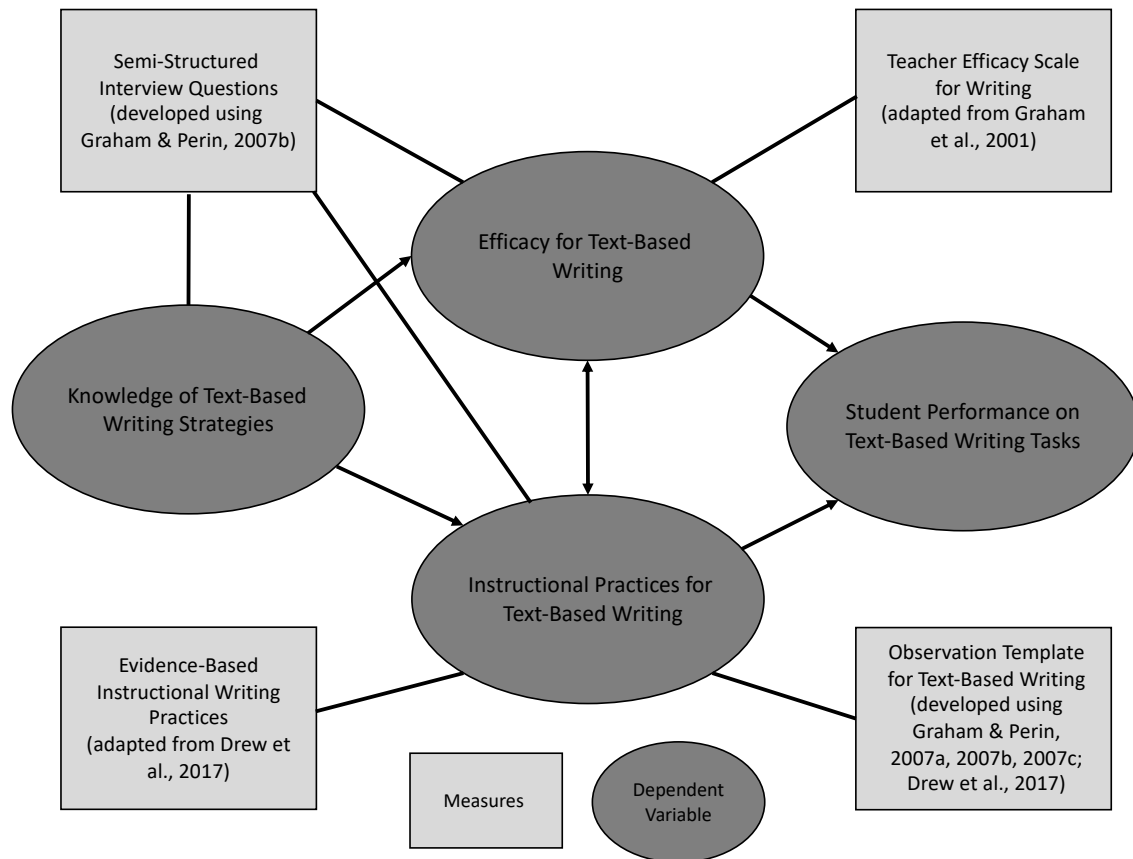 Semi-Structured
Interview Questions
(developed using
Graham & Perin, 2007b)
Teacher Efficacy Scale
for Writing
(adapted from Graham
et al., 2001)
Efficacy for Text-Based
Writing
Knowledge of Text-Based
Writing Strategies
Student Performance on
Text-Based Writing Tasks
Instructional Practices for
Text-Based Writing
Evidence-Based
Instructional Writing
Practices
(adapted from Drew et
al., 2017)
Observation Template
for Text-Based Writing
(developed using
Graham & Perin,
2007a, 2007b, 2007c;
Drew et al., 2017)
Measures
Dependent
Variable